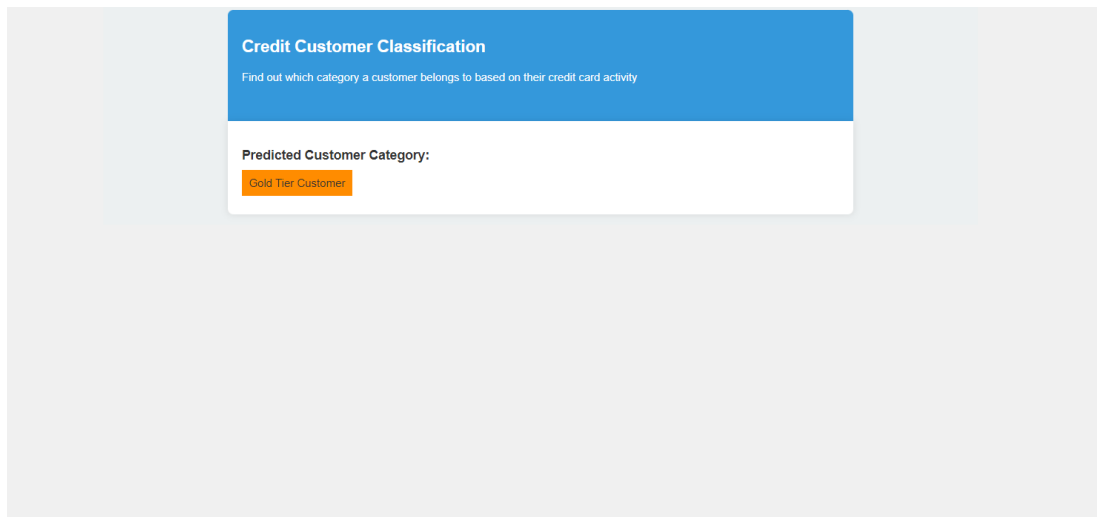 Credit Customer Classification
Find out which category a customer belongs to based on their credit card activity
Predicted Customer Category:
Gold Tier Customer